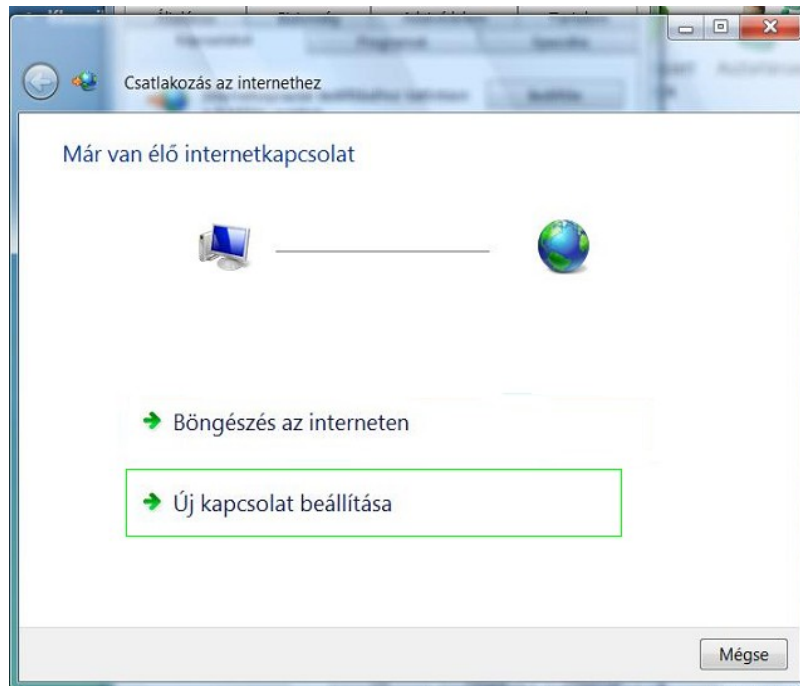 Csatlakozás az internethez
Már van élő internetkapcsolat
Böngészés az interneten
Új kapcsolat beállítása
Mégse